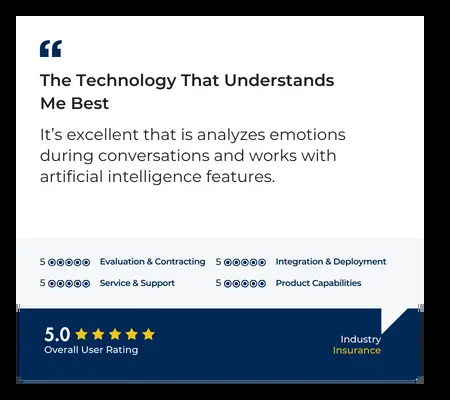 “
The Technology That Understands
Me Best
It’s excellent that is analyzes emotions
during conversations and works with
artificial intelligence features.
5 Evaluation & Contracting 5 Integration & Deployment
5 Service & Support 5 Product Capabilities
5.0
Overall User Rating
Industry
Insurance